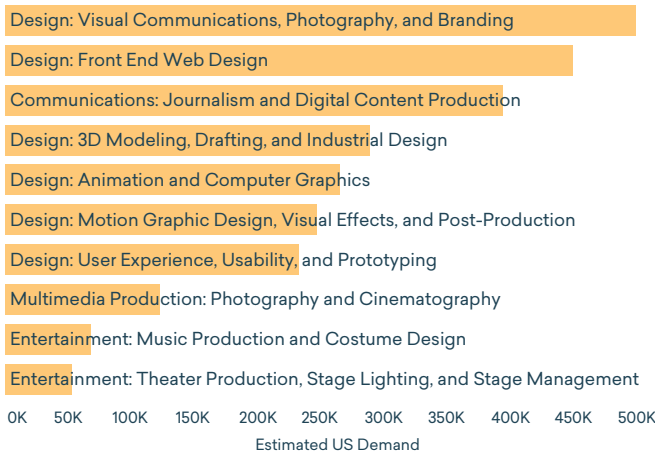 Design: Visual Communications, Photography, and Branding
Design: Front End Web Design
Communications: Journalism and Digital Content Production
Design: 3D Modeling, Drafting, and Industrial Design
Design: Animation and Computer Graphics
Design: Motion Graphic Design, Visual Effects, and Post-Production
Design: User Experience, Usability, and Prototyping
Multimedia Production: Photography and Cinematography
Entertainment: Music Production and Costume Design
Entertainment: Theater Production, Stage Lighting, and Stage Management
0K 50K 100K 150K 200K 250K 300K 350K 400K 450K 500K
Estimated US Demand